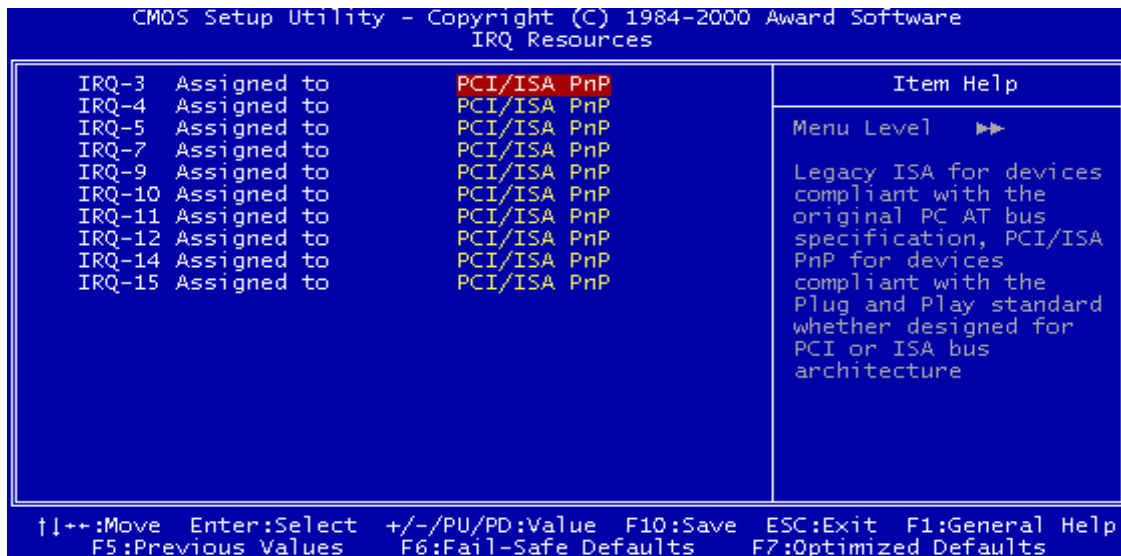 CMOS Setup Utility - Copyright (C) 1984-2000 Award Software
IRQ Resources
IRQ-3 Assigned to PCI/ISA PnP
IRQ-4 Assigned to PCI/ISA PnP
IRQ-5 Assigned to PCI/ISA PnP
IRQ-7 Assigned to PCI/ISA PnP
IRQ-9 Assigned to PCI/ISA PnP
IRQ-10 Assigned to PCI/ISA PnP
IRQ-11 Assigned to PCI/ISA PnP
IRQ-12 Assigned to PCI/ISA PnP
IRQ-14 Assigned to PCI/ISA PnP
IRQ-15 Assigned to PCI/ISA PnP
Item Help
Menu Level ▶▶
Legacy ISA for devices
compliant with the
original PC AT bus
specification, PCI/ISA
PnP for devices
compliant with the
Plug and Play standard
whether designed for
PCI or ISA bus
architecture
↑↓←→:Move Enter:Select +/-/PU/PD:Value F10:Save ESC:Exit F1:General Help
F5:Previous Values F6:Fail-Safe Defaults F7:Optimized Defaults